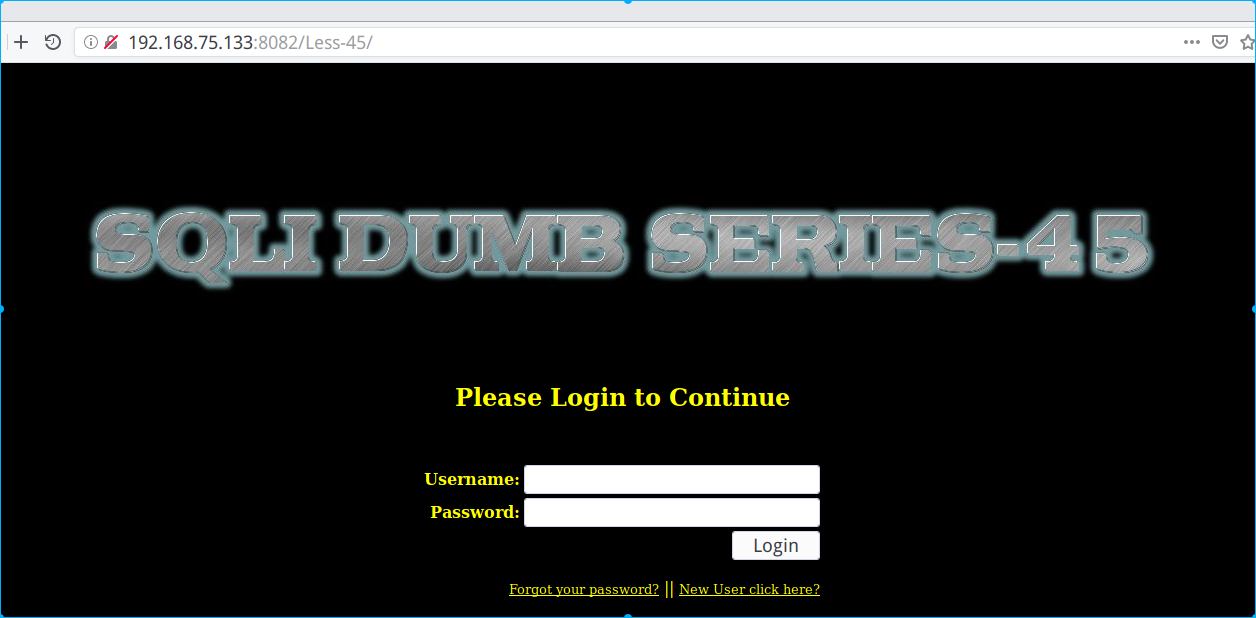 192.168.75.133:8082/Less-45/
SQLI DUMB SERIES-45
Please Login to Continue
Username:
Password:
Login
Forgot your password? || New User click here?